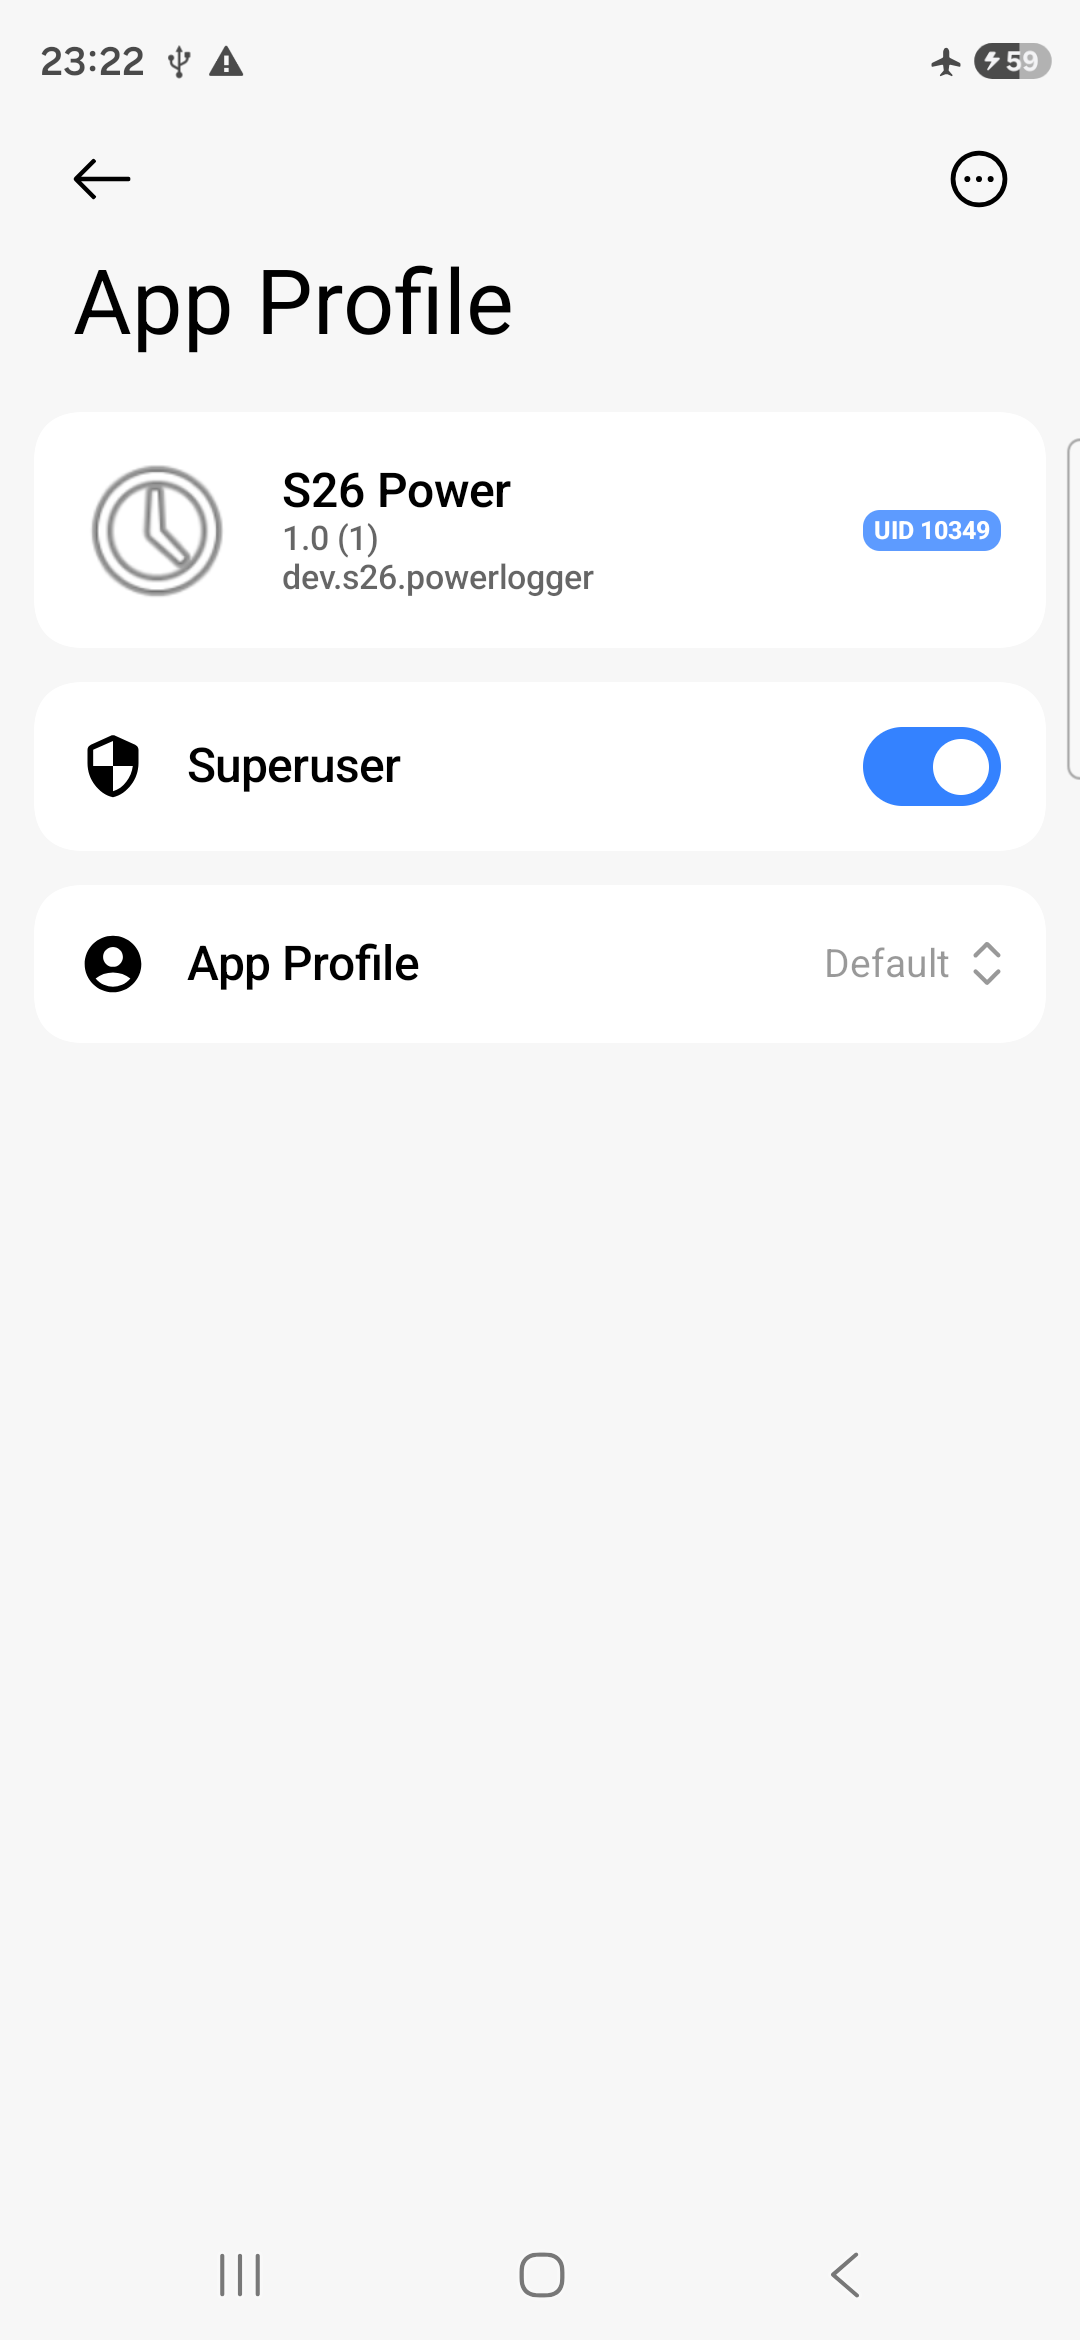 23:22
59
App Profile
S26 Power
1.0 (1)
dev.s26.powerlogger
UID 10349
Superuser
App Profile
Default